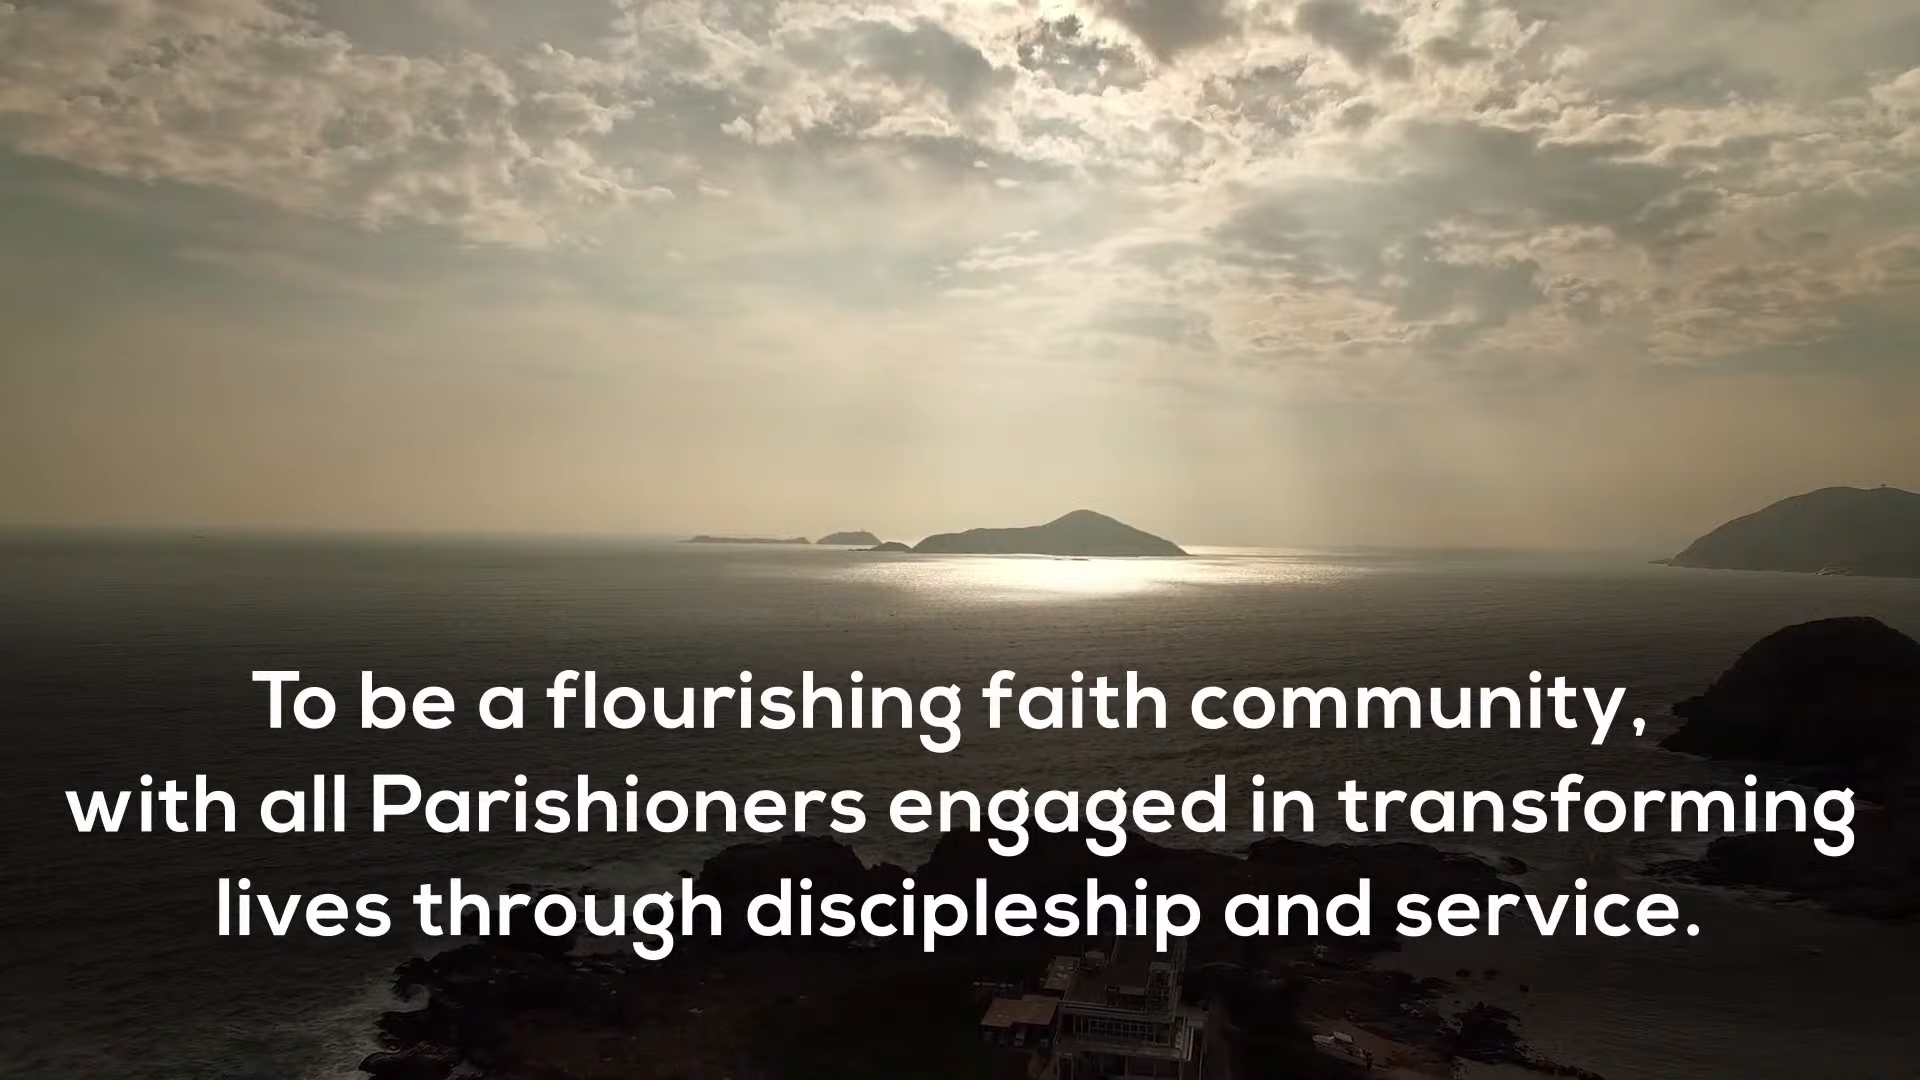 To be a flourishing faith community,
with all Parishioners engaged in transforming
lives through discipleship and service.